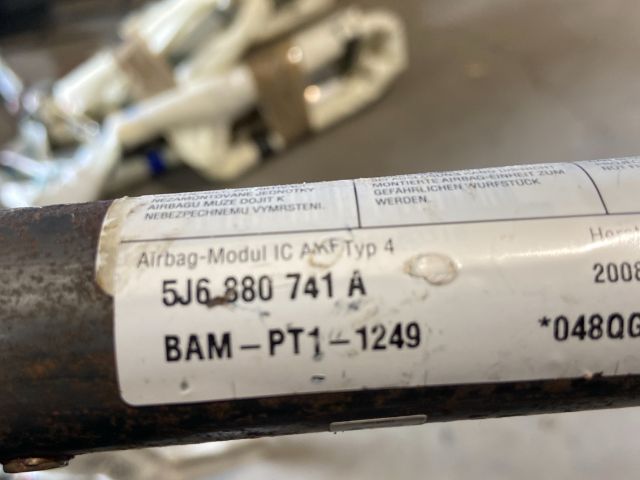 NEZAMONTOVANÉ JEDNOTKY
AIRBAGU MŮŽE DOJÍT K
NEBEZPEČNÉMU VYMRŠTĚNÍ.
MONTIERTE AIRBAG-EINHEIT ZUM
GEFÄHRLICHEN WURFSTÜCK
WERDEN.
Airbag-Modul IC AKF Typ 4
5J6 880 741 A
2008
BAM-PT1-1249
*048QG